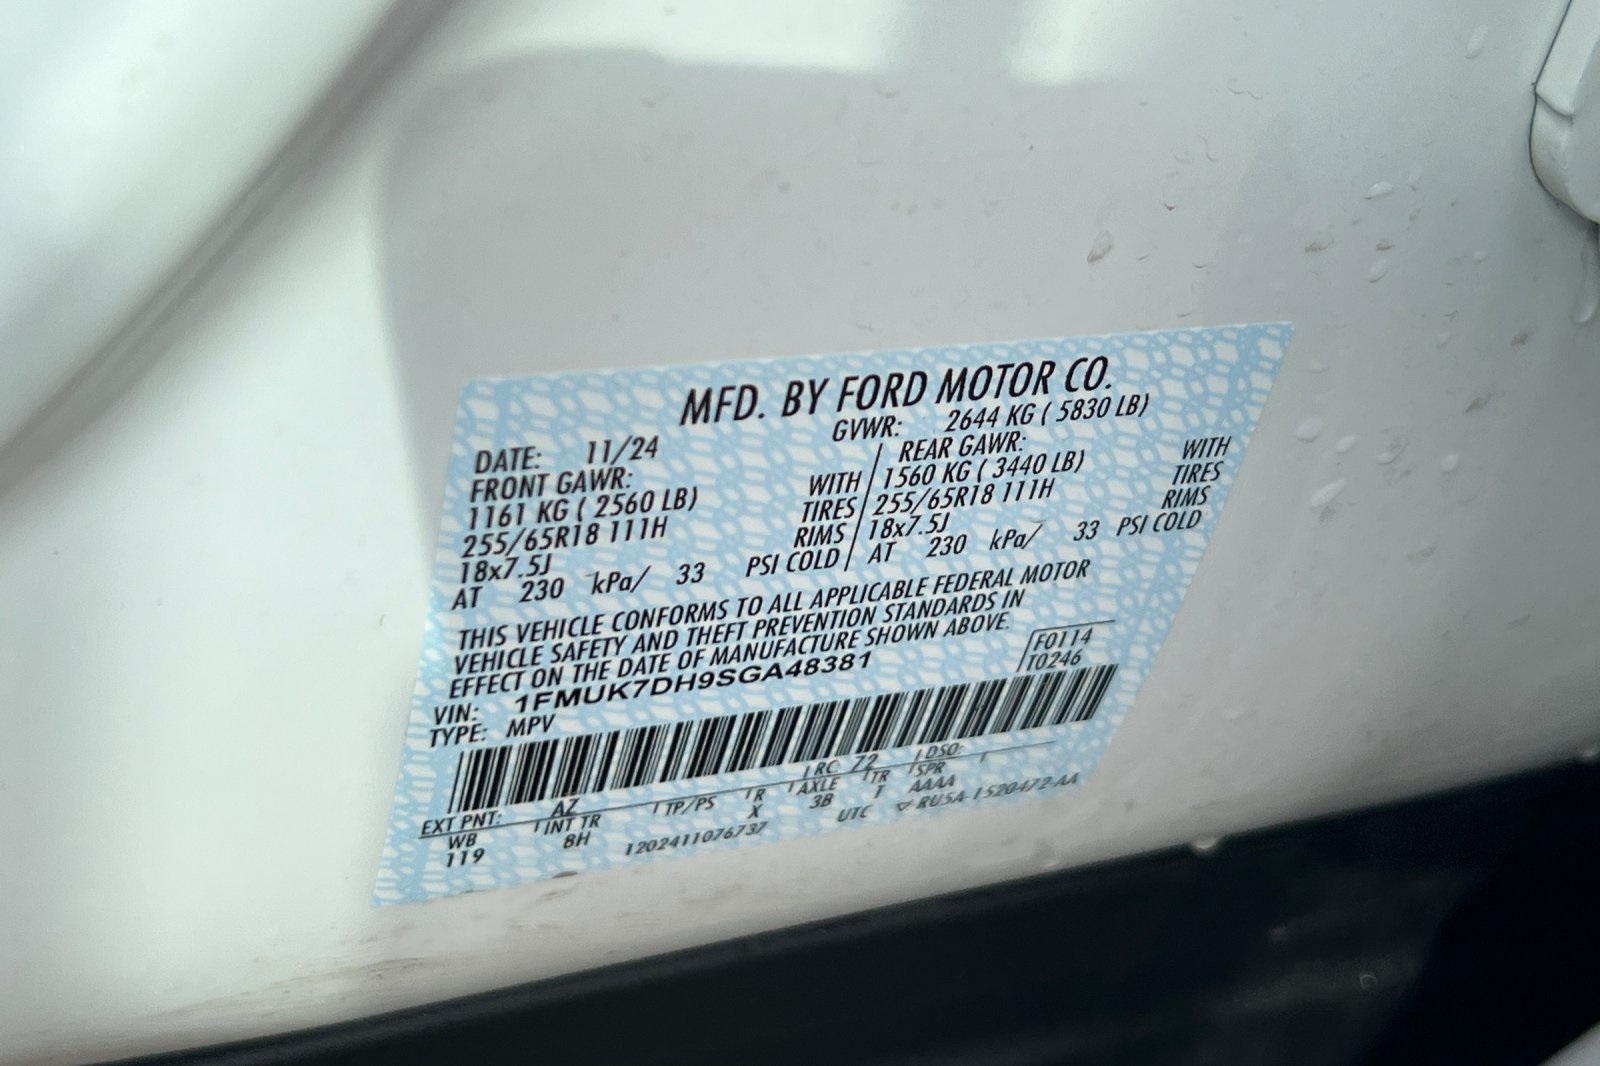 MFD. BY FORD MOTOR CO.
DATE: 11/24 GVWR: 2644 KG ( 5830 LB)
FRONT GAWR: REAR GAWR:
1161 KG ( 2560 LB) WITH 1560 KG ( 3440 LB) WITH
255/65R18 111H TIRES 255/65R18 111H TIRES
18x7.5J RIMS 18x7.5J RIMS
AT 230 kPa/ 33 PSI COLD AT 230 kPa/ 33 PSI COLD
THIS VEHICLE CONFORMS TO ALL APPLICABLE FEDERAL MOTOR
VEHICLE SAFETY AND THEFT PREVENTION STANDARDS IN
EFFECT ON THE DATE OF MANUFACTURE SHOWN ABOVE.
VIN: 1FMUK7DH9SGA48381 F0114
TYPE: MPV T0246
EXT PNT: AZ RC: 72 DSO:
WB INT TR TP/PS R AXLE TR SPR
119 8H X 3B T AAAA
1202411076737 UTC RU5A-1520472-AA